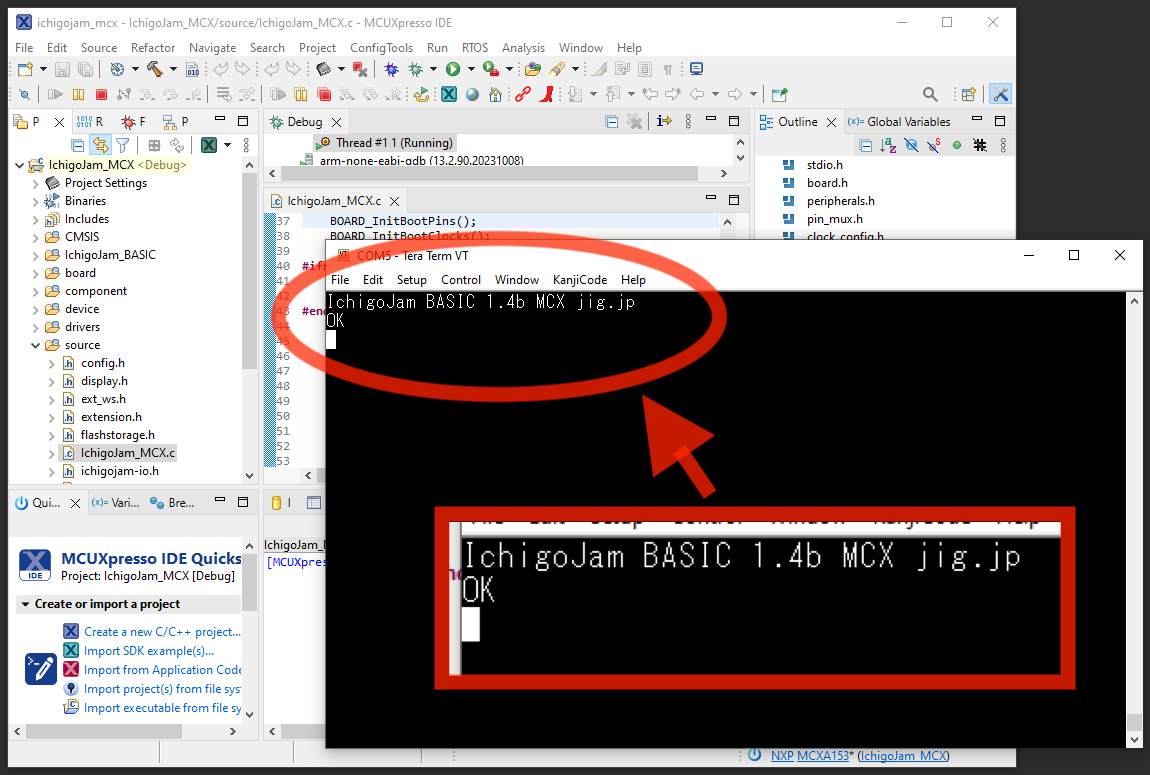 ichigojam_mcx - IchigoJam_MCX/source/IchigoJam_MCX.c - MCUXpresso IDE
File Edit Source Refactor Navigate Search Project ConfigTools Run RTOS Analysis Window Help
P
R
F
P
IchigoJam_MCX <Debug>
Project Settings
Binaries
Includes
CMSIS
IchigoJam_BASIC
board
component
device
drivers
source
config.h
display.h
ext_ws.h
extension.h
flashstorage.h
IchigoJam_MCX.c
ichigojam-io.h
Debug
Thread #1 1 (Running)
arm-none-eabi-gdb (13.2.90.20231008)
IchigoJam_MCX.c
37 BOARD_InitBootPins();
38 BOARD_InitBootClocks();
39
40
41
44
45
46
47
48
49
50
51
52
53
Outline
(x)= Global Variables
stdio.h
board.h
peripherals.h
pin_mux.h
clock_config.h
COM5 - Tera Term VT
File Edit Setup Control Window KanjiCode Help
IchigoJam BASIC 1.4b MCX jig.jp
OK
IchigoJam BASIC 1.4b MCX jig.jp
OK
Qui...
(x)= Vari...
Bre...
MCUXpresso IDE Quicks
IDE
Project: IchigoJam_MCX [Debug]
Create or import a project
Create a new C/C++ project...
Import SDK example(s)...
Import from Application Code
Import project(s) from file sys
Import executable from file sy
I
IchigoJam_
[MCUXpres
NXP MCXA153* (IchigoJam_MCX)